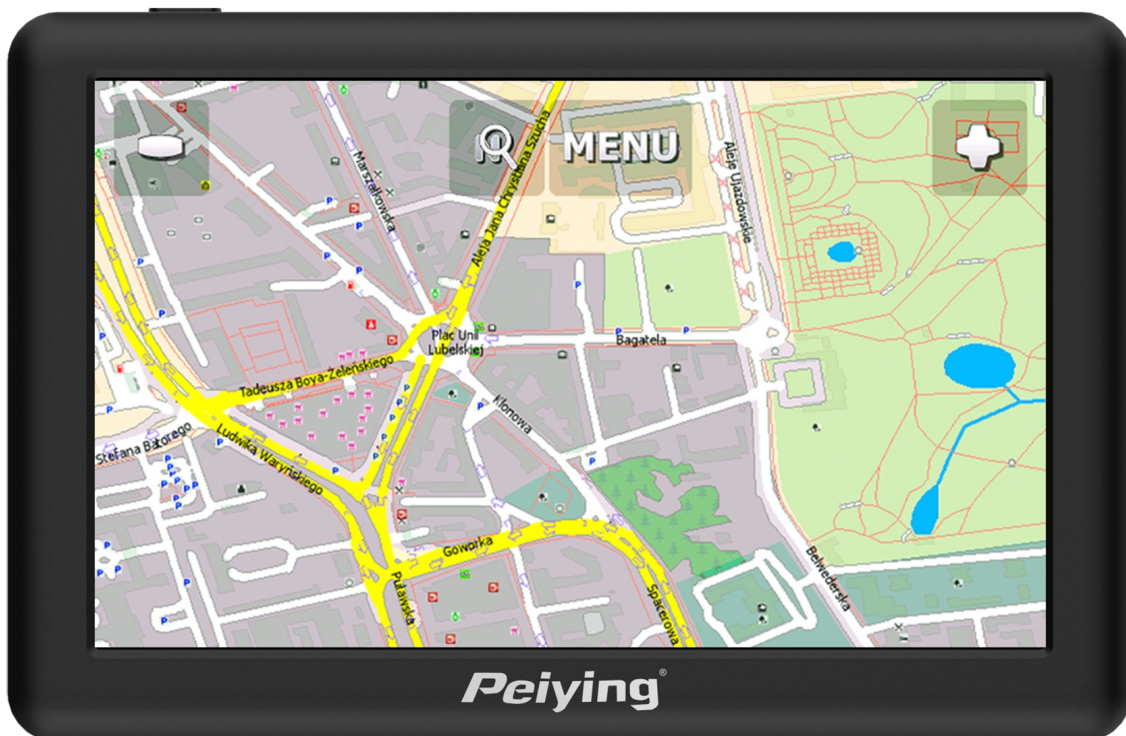 N
MENU
Marszałkowska
Aleja Jana Chrystiana Szucha
Aleje Ujazdowskie
Plac Unii
Lubelskiej
Bagatela
Tadeusza Boya-Żeleńskiego
Klonowa
Stefana Batorego
Ludwika Waryńskiego
Goworka
Puławska
Spacerowa
Belwederska
Peiying®